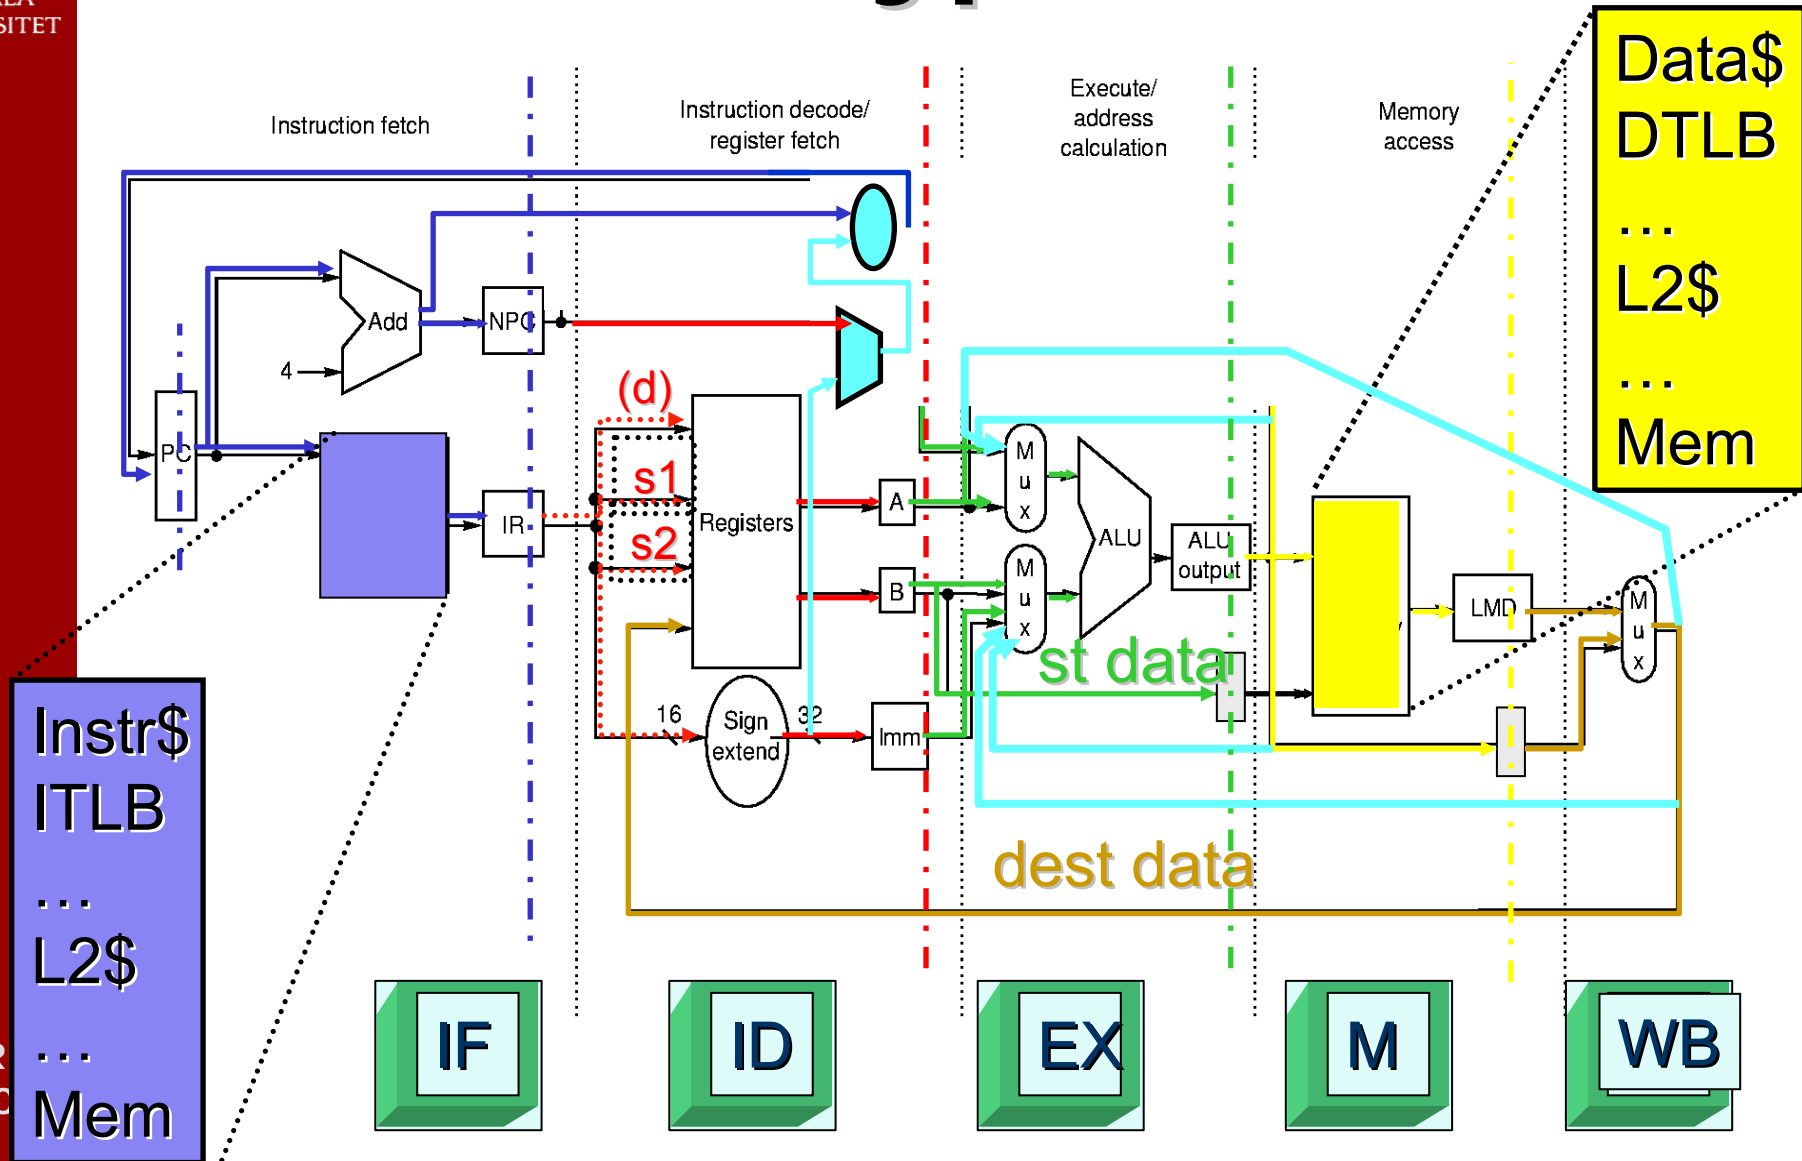 SITET
Instruction fetch
Instruction decode/
register fetch
Execute/
address
calculation
Memory
access
Data$
DTLB
...
L2$
...
Mem
Add
NPC
4
PC
(d)
s1
s2
IR
Registers
A
B
M
u
x
M
u
x
ALU
ALU
output
LMD
M
u
x
st data
16
Sign
extend
32
Imm
dest data
Instr$
ITLB
...
L2$
...
Mem
IF
ID
EX
M
WB